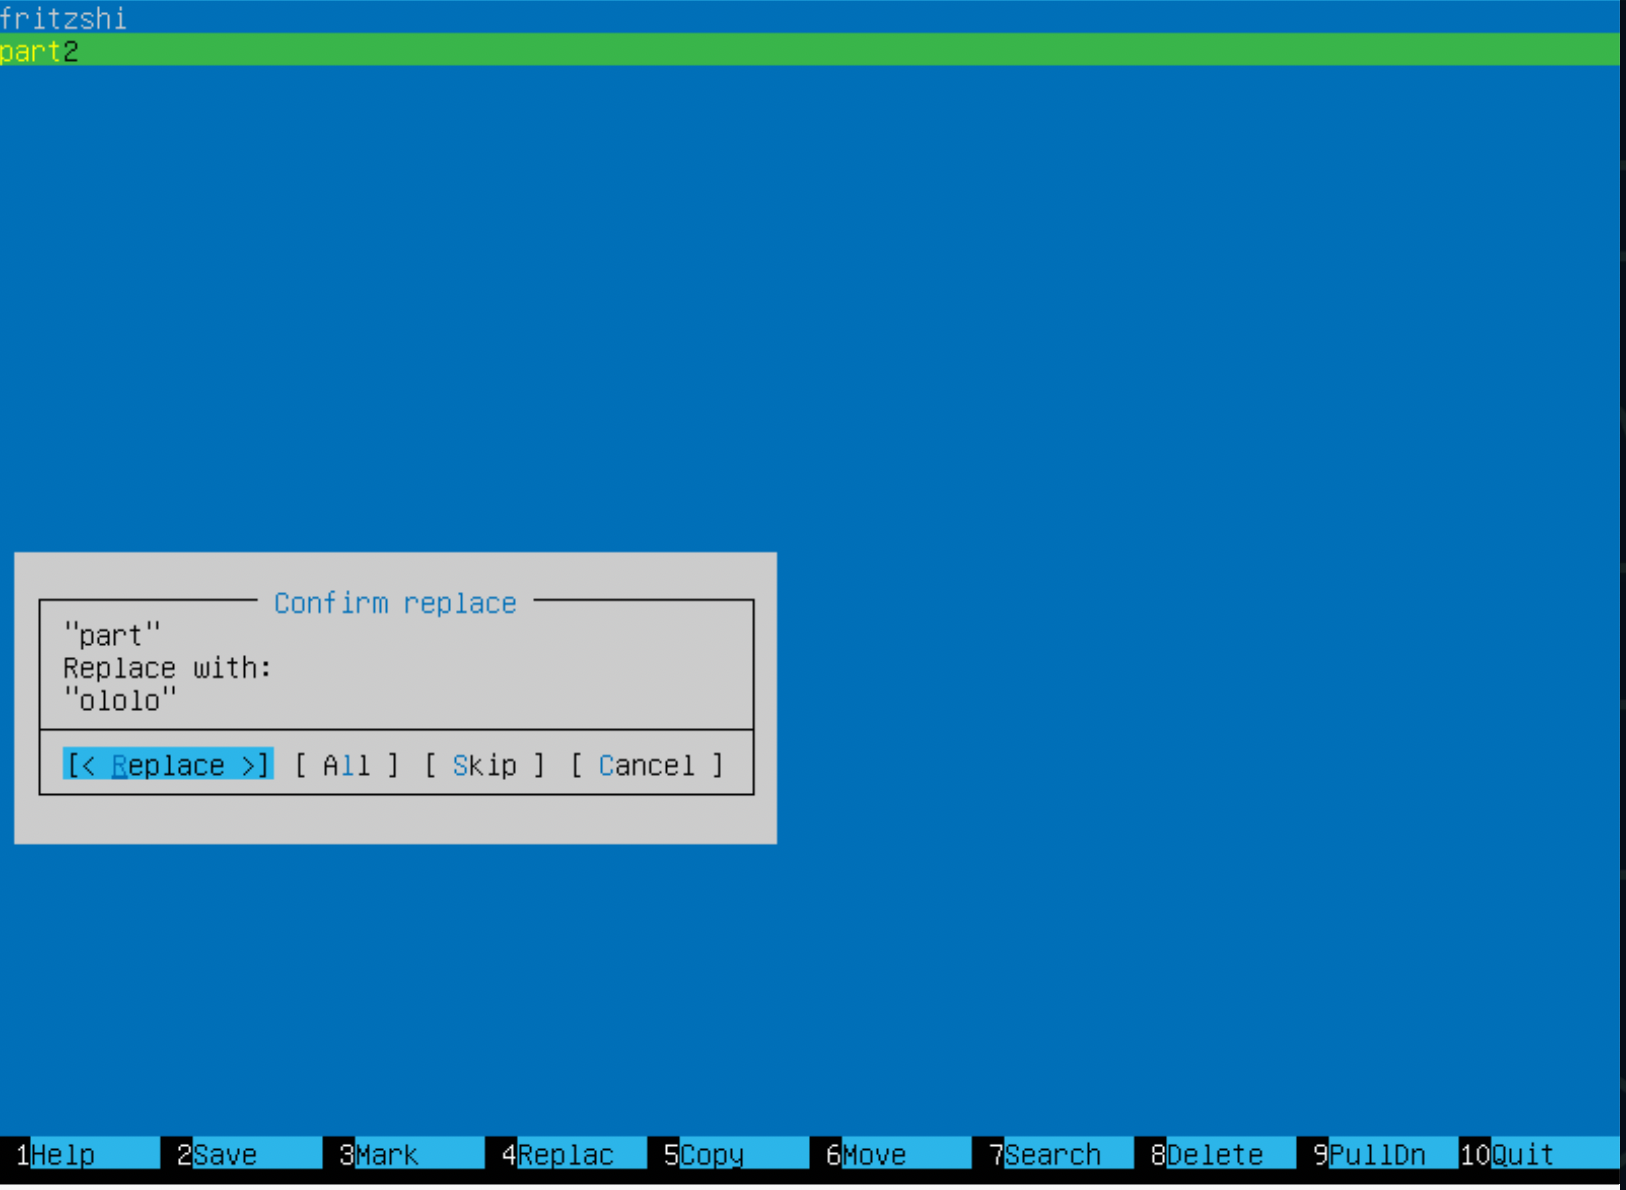 fritzshi
part2
Confirm replace
"part"
Replace with:
"ololo"
[< Replace >] [ All ] [ Skip ] [ Cancel ]
1Help 2Save 3Mark 4Replac 5Copy 6Move 7Search 8Delete 9PullDn 10Quit